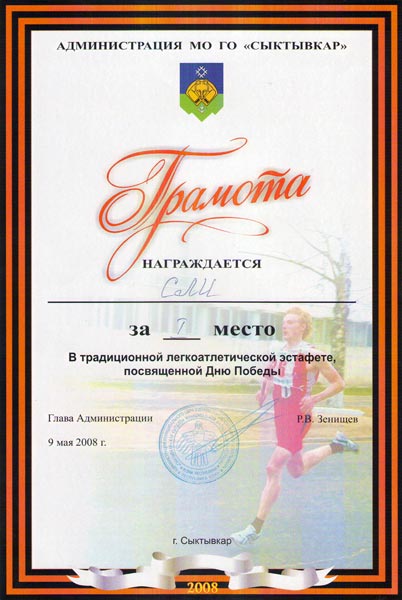 АДМИНИСТРАЦИЯ МО ГО «СЫКТЫВКАР»
Грамота
НАГРАЖДАЕТСЯ
СаЛИ
за I место
В традиционной легкоатлетической эстафете,
посвященной Дню Победы
Глава Администрации Р.В. Зенищев
9 мая 2008 г.
г. Сыктывкар
2008